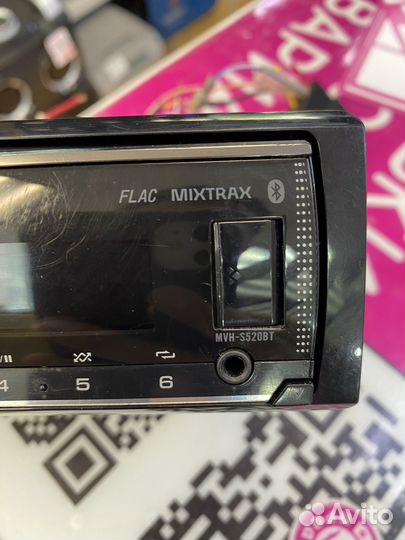 FLAC MIXTRAX
MVH-S520BT
4 5 6
Avito